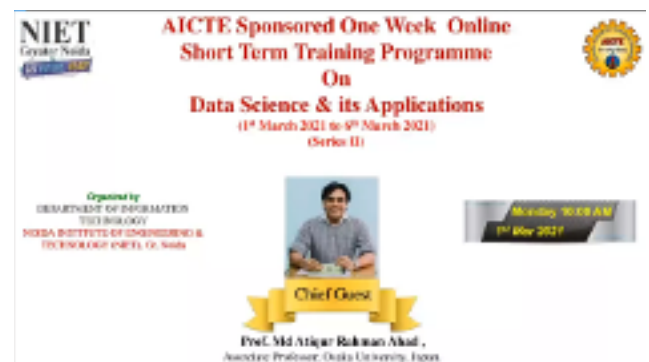 NIET
Greater Noida
AICTE Sponsored One Week Online
Short Term Training Programme
On
Data Science & its Applications
(1st March 2021 to 6th March 2021)
(Series II)
AICTE
Organized by
DEPARTMENT OF INFORMATION
TECHNOLOGY
NOIDA INSTITUTE OF ENGINEERING &
TECHNOLOGY (NIET), Gr. Noida
Monday 10:00 AM
1st Mar 2021
Chief Guest
Prof. Md Atiqur Rahman Ahad ,
Associate Professor, Osaka University, Japan